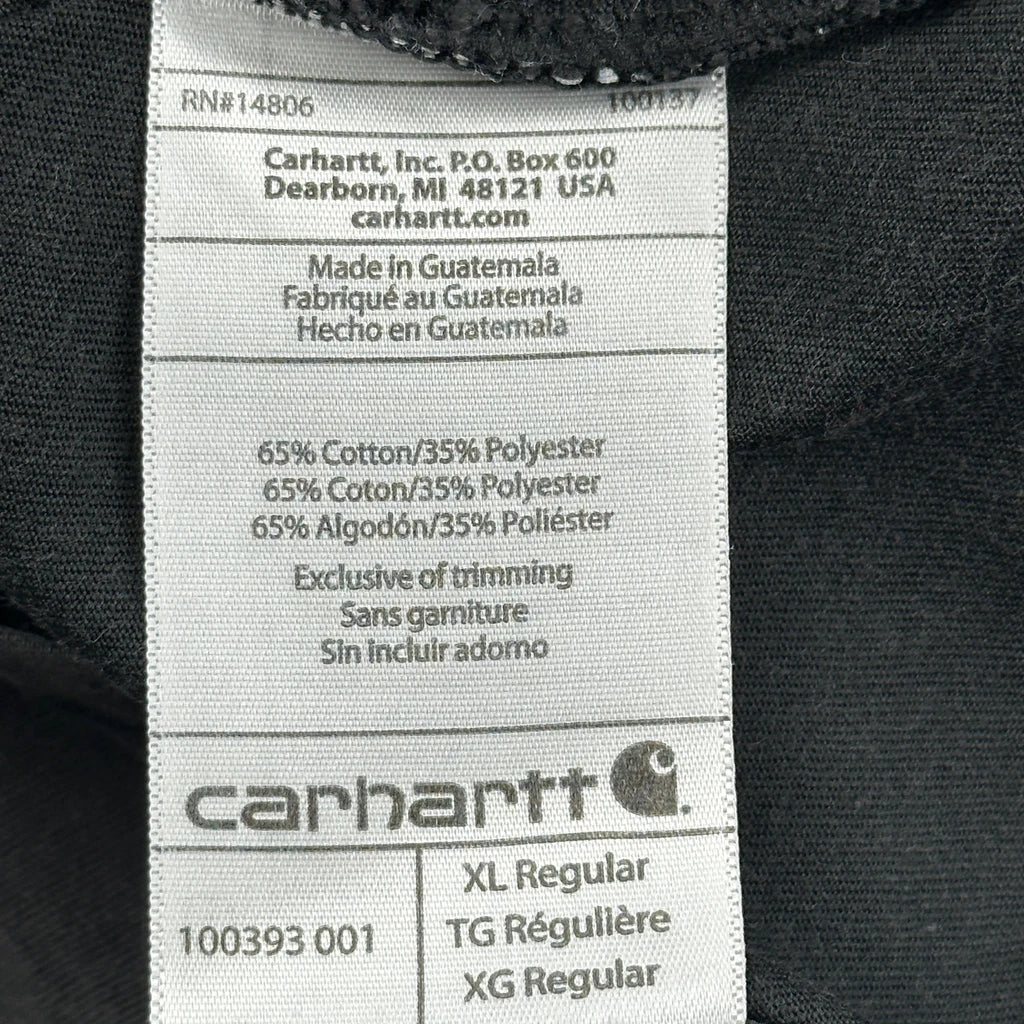 RN#14806 100137
Carhartt, Inc. P.O. Box 600
Dearborn, MI 48121 USA
carhartt.com
Made in Guatemala
Fabriqué au Guatemala
Hecho en Guatemala
65% Cotton/35% Polyester
65% Coton/35% Polyester
65% Algodón/35% Poliéster
Exclusive of trimming
Sans garniture
Sin incluir adorno
carhartt
100393 001
XL Regular
TG Régulière
XG Regular